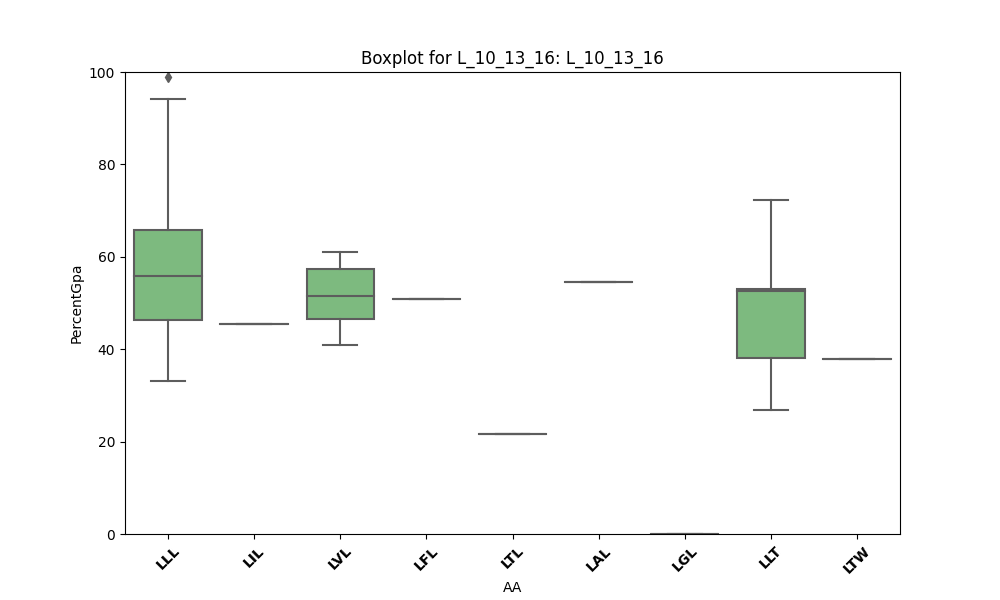 Boxplot for L_10_13_16: L_10_13_16
100
80
60
40
20
0
PercentGpa
LLL
LIL
LVL
LFL
LTL
LAL
LGL
LLT
LTW
AA